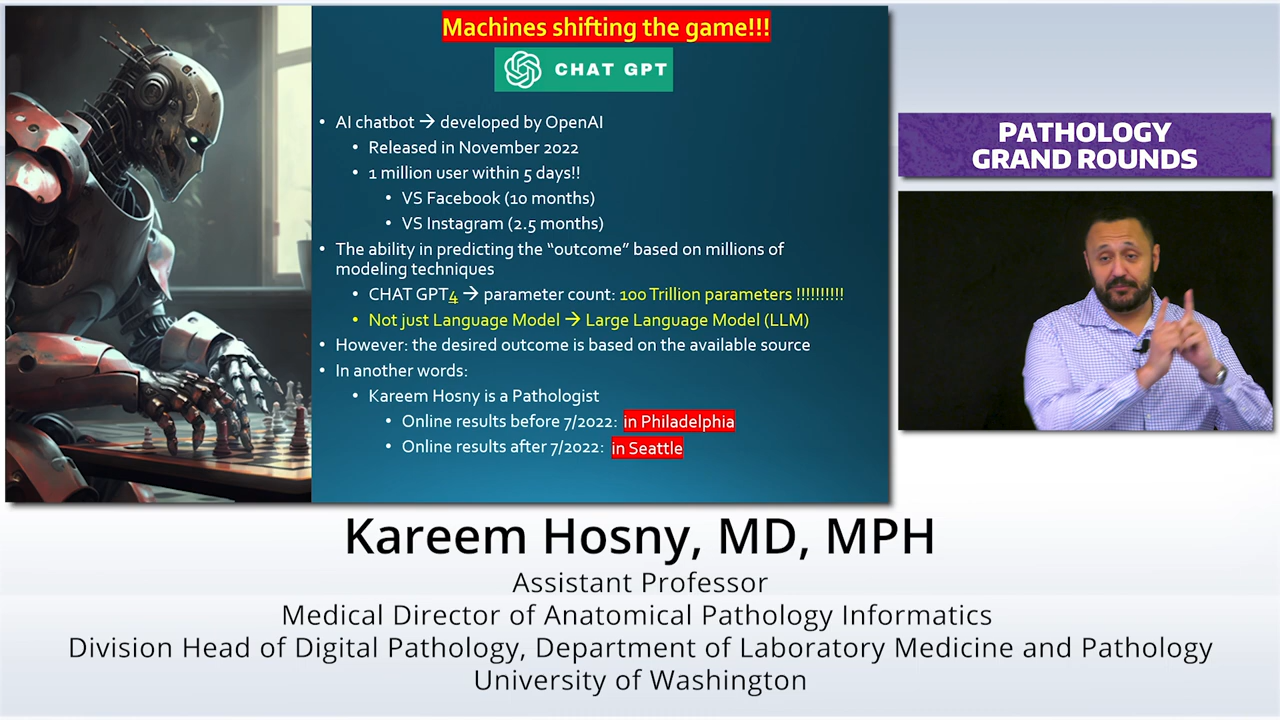 Machines shifting the game!!!
CHAT GPT
• AI chatbot → developed by OpenAI
• Released in November 2022
• 1 million user within 5 days!!
• VS Facebook (10 months)
• VS Instagram (2.5 months)
• The ability in predicting the “outcome” based on millions of
modeling techniques
• CHAT GPT4 → parameter count: 100 Trillion parameters !!!!!!!!!!
• Not just Language Model → Large Language Model (LLM)
• However: the desired outcome is based on the available source
• In another words:
• Kareem Hosny is a Pathologist
• Online results before 7/2022: in Philadelphia
• Online results after 7/2022: in Seattle
PATHOLOGY
GRAND ROUNDS
Kareem Hosny, MD, MPH
Assistant Professor
Medical Director of Anatomical Pathology Informatics
Division Head of Digital Pathology, Department of Laboratory Medicine and Pathology
University of Washington